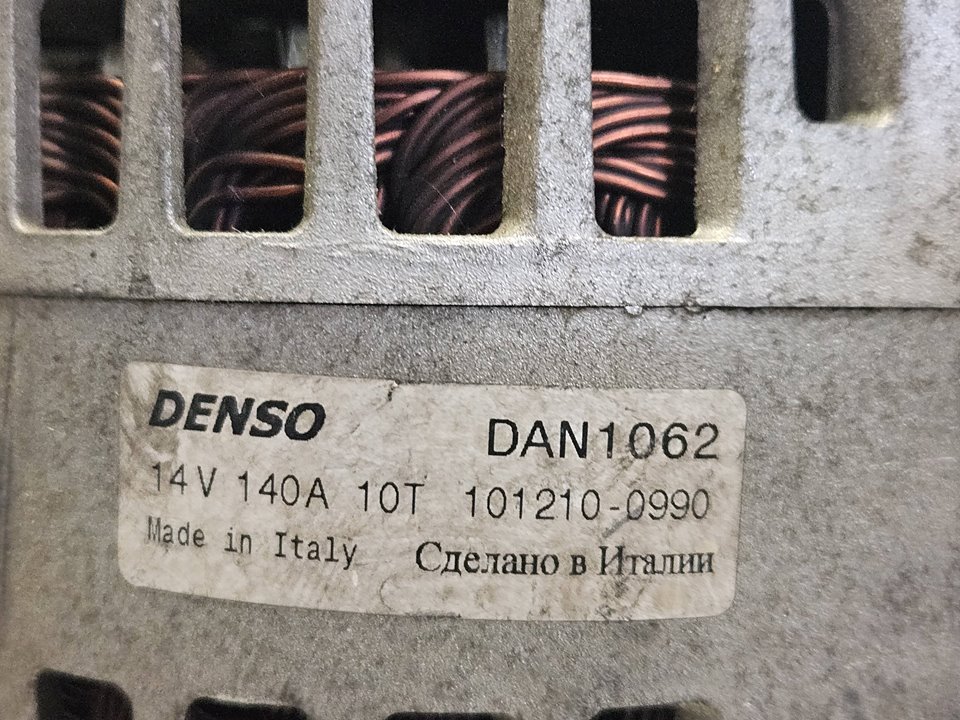 DENSO DAN1062
14V 140A 10T 101210-0990
Made in Italy Сделано в Италии